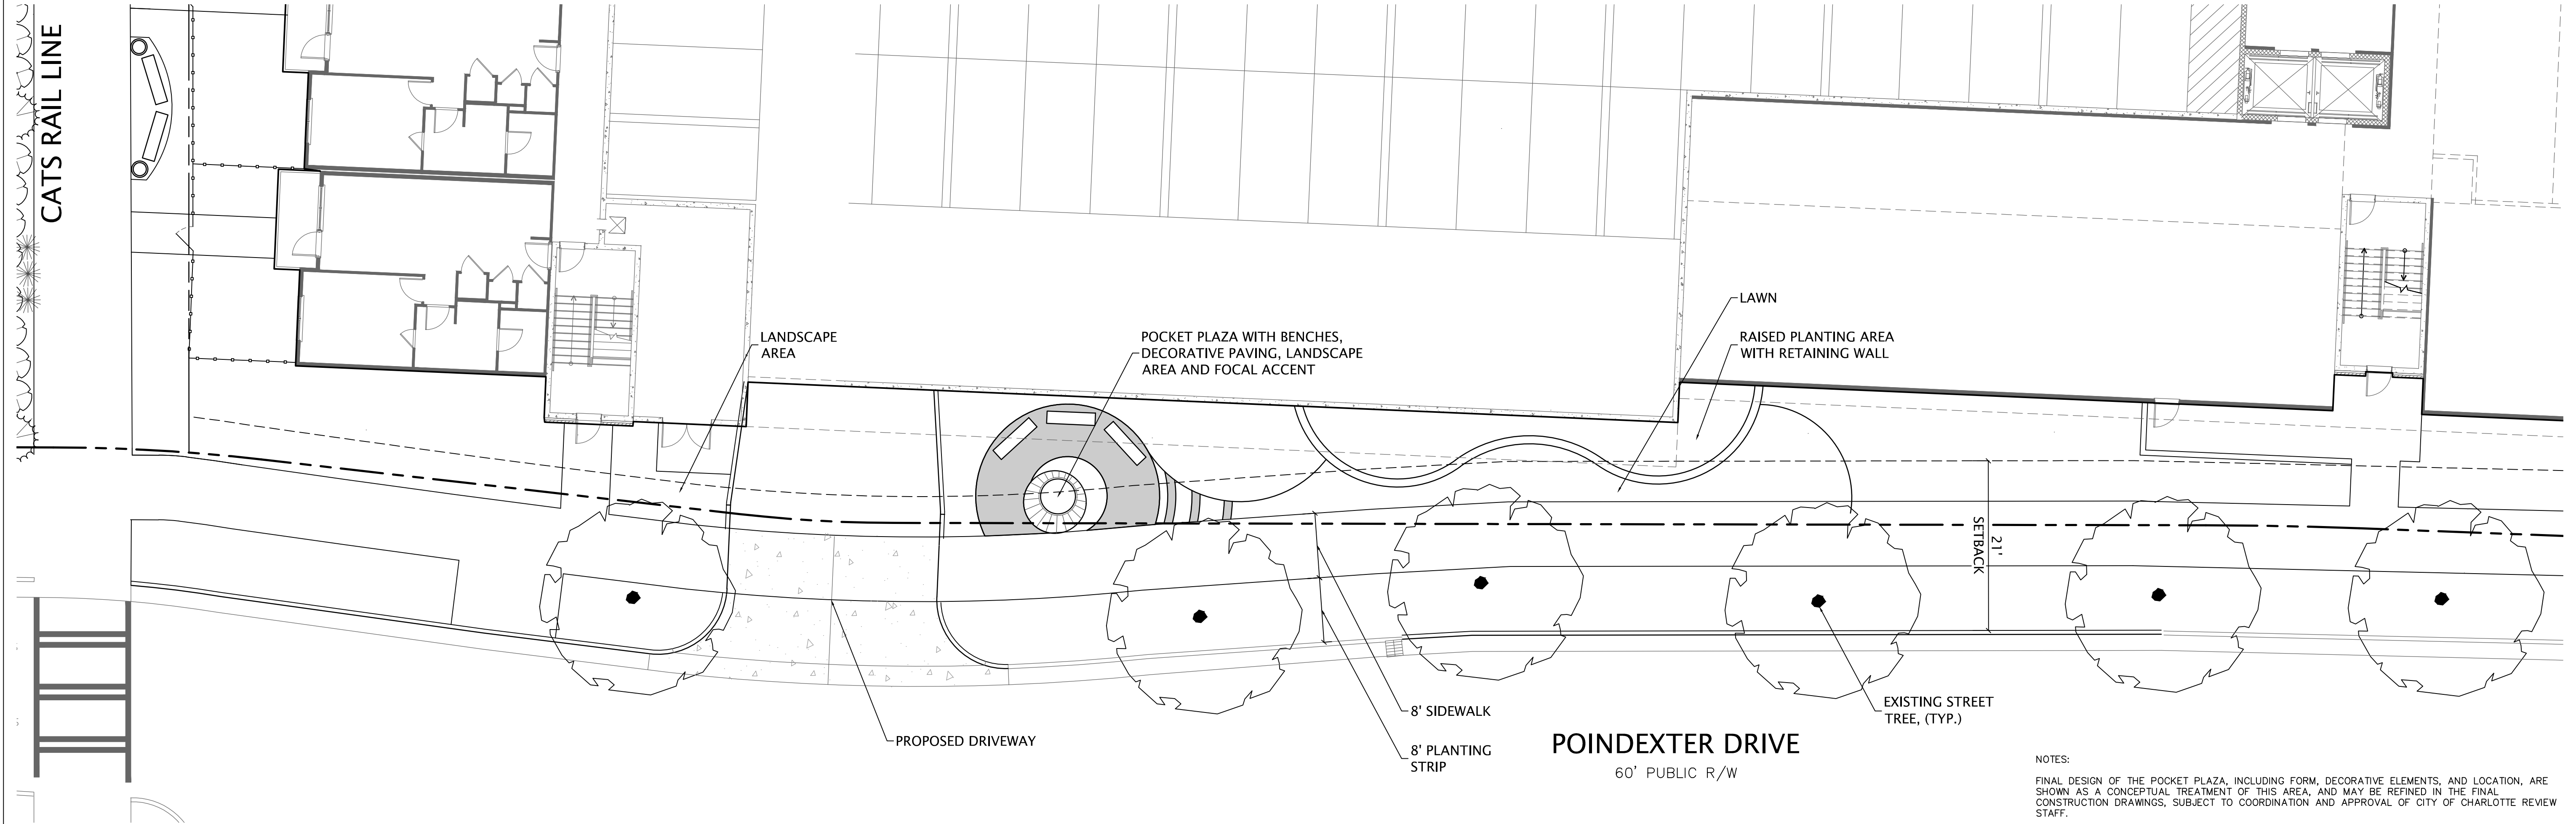 CATS RAIL LINE
LANDSCAPE
AREA
POCKET PLAZA WITH BENCHES,
DECORATIVE PAVING, LANDSCAPE
AREA AND FOCAL ACCENT
LAWN
RAISED PLANTING AREA
WITH RETAINING WALL
21'
SETBACK
PROPOSED DRIVEWAY
8' SIDEWALK
8' PLANTING
STRIP
EXISTING STREET
TREE, (TYP.)
POINDEXTER DRIVE
60' PUBLIC R/W
NOTES:
FINAL DESIGN OF THE POCKET PLAZA, INCLUDING FORM, DECORATIVE ELEMENTS, AND LOCATION, ARE
SHOWN AS A CONCEPTUAL TREATMENT OF THIS AREA, AND MAY BE REFINED IN THE FINAL
CONSTRUCTION DRAWINGS, SUBJECT TO COORDINATION AND APPROVAL OF CITY OF CHARLOTTE REVIEW
STAFF.